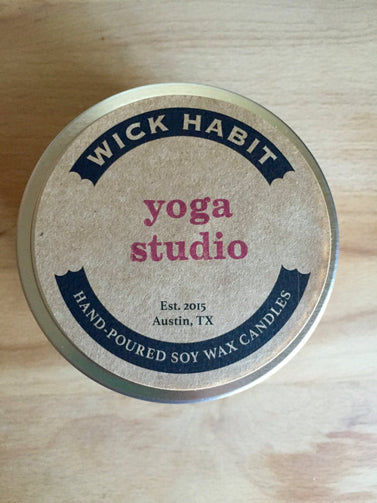 WICK HABIT
yoga
studio
Est. 2015
Austin, TX
HAND-POURED SOY WAX CANDLES